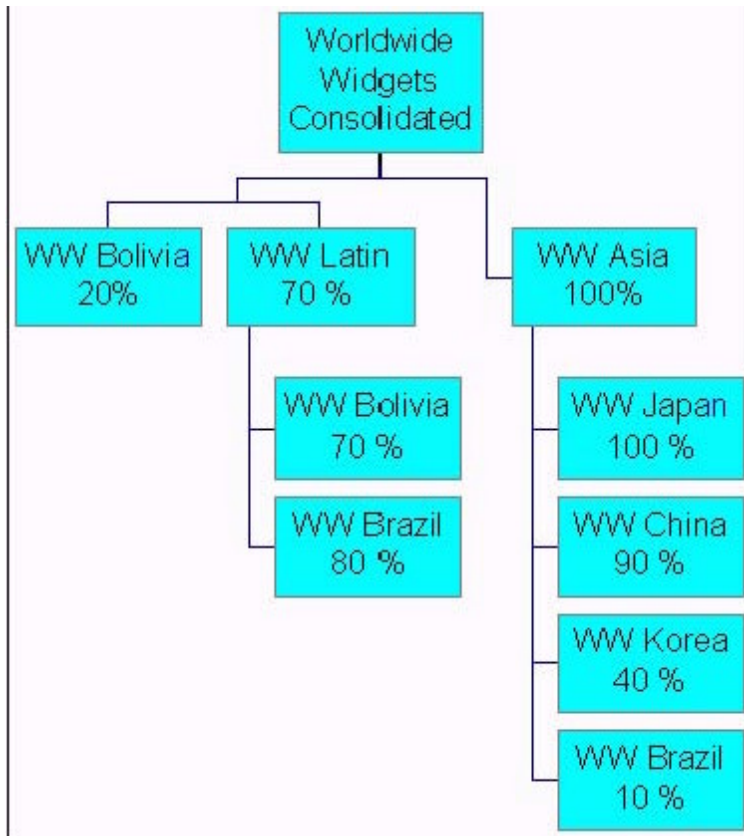 Worldwide
Widgets
Consolidated
WW Bolivia
20%
WW Latin
70 %
WW Asia
100%
WW Bolivia
70 %
WW Brazil
80 %
WW Japan
100 %
WW China
90 %
WW Korea
40 %
WW Brazil
10 %